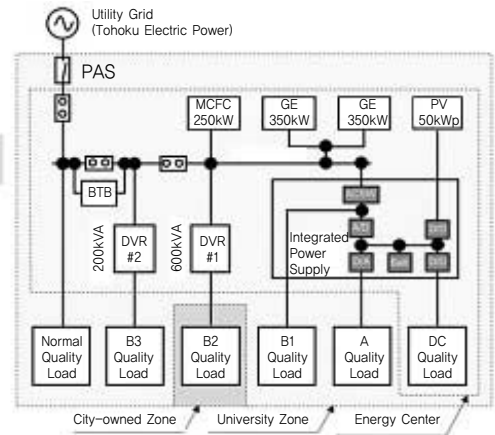 Utility Grid
(Tohoku Electric Power)
PAS
MCFC
250kW
GE
350kW
GE
350kW
PV
50kWp
BTB
200kVA
DVR
#2
600kVA
DVR
#1
Integrated
Power
Supply
Normal
Quality
Load
B3
Quality
Load
B2
Quality
Load
B1
Quality
Load
A
Quality
Load
DC
Quality
Load
City-owned Zone
University Zone
Energy Center